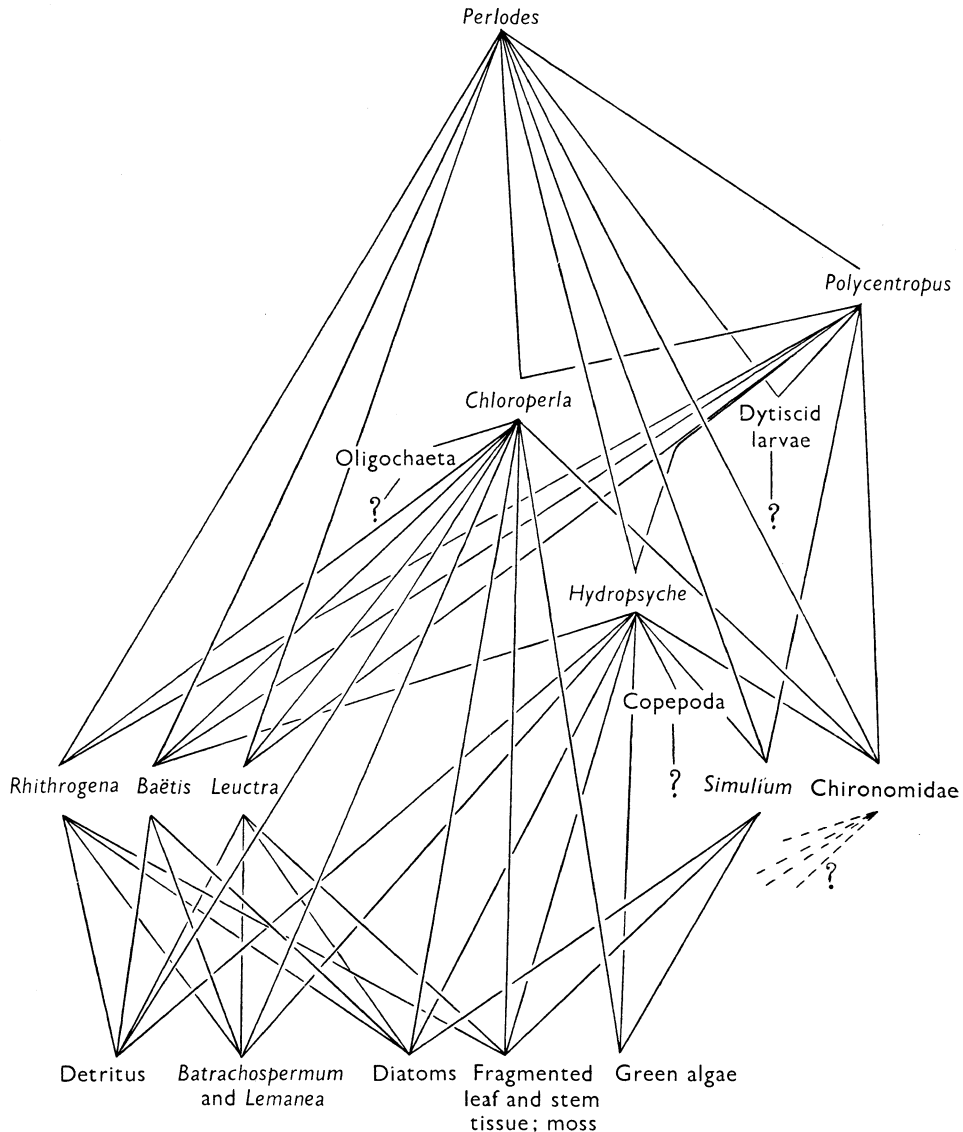 Perlodes
Polycentropus
Chloroperla
Dytiscid
larvae
Oligochaeta
?
?
Hydropsyche
Copepoda
?
Rhithrogena Baëtis Leuctra Simulium Chironomidae
?
Detritus Batrachospermum Diatoms Fragmented Green algae
and Lemanea leaf and stem
tissue; moss